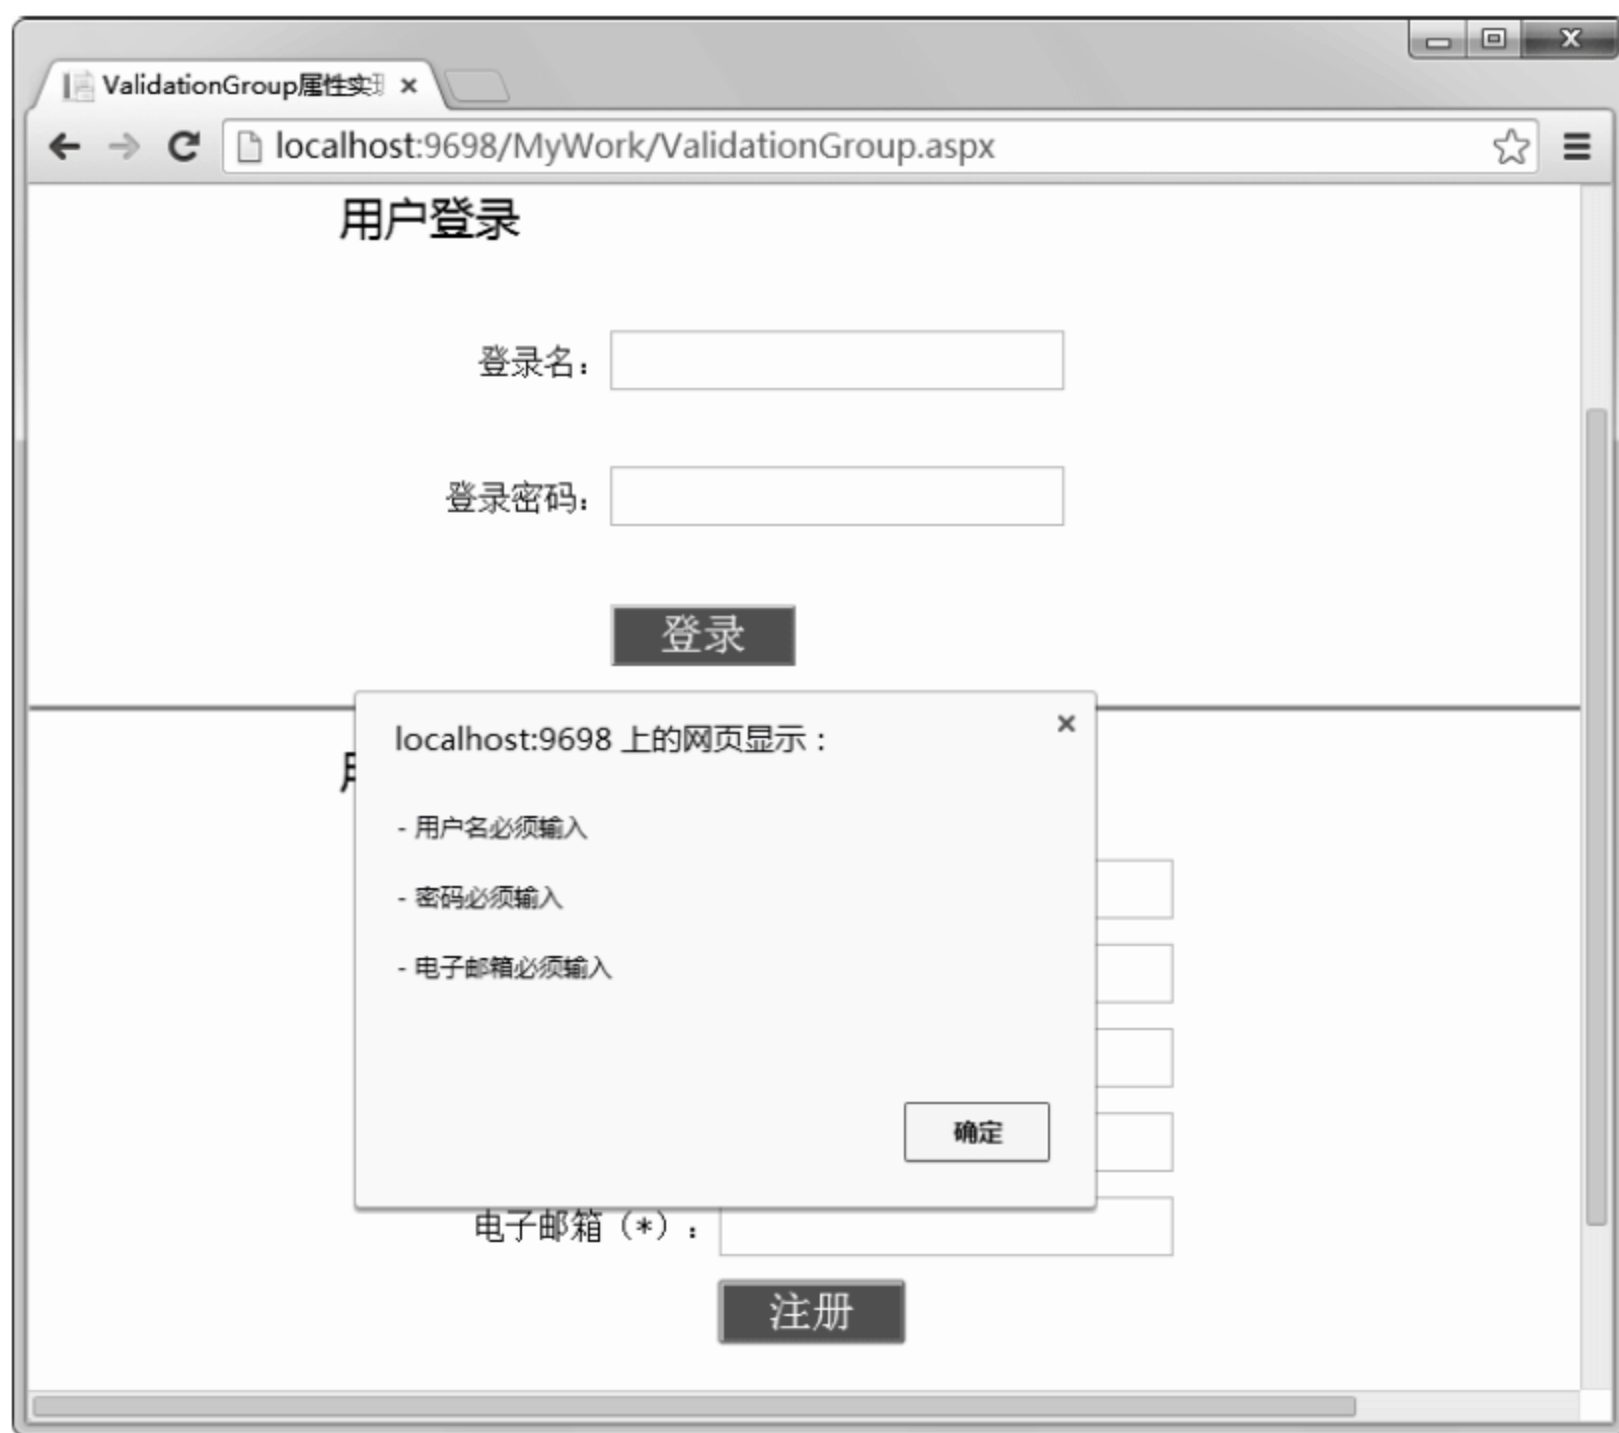 ValidationGroup属性实
localhost:9698/MyWork/ValidationGroup.aspx
用户登录
登录名：
登录密码：
登录
localhost:9698 上的网页显示：
- 用户名必须输入
- 密码必须输入
- 电子邮箱必须输入
确定
电子邮箱（*）：
注册